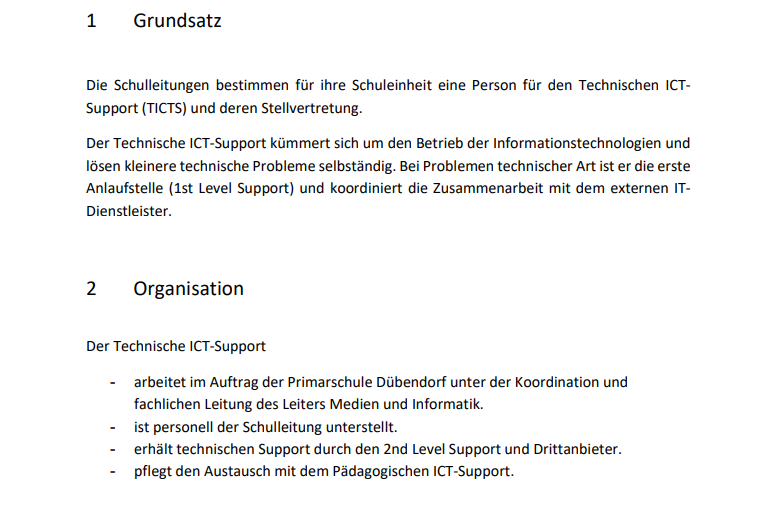 1 Grundsatz
Die Schulleitungen bestimmen für ihre Schuleinheit eine Person für den Technischen ICT-
Support (TICTS) und deren Stellvertretung.
Der Technische ICT-Support kümmert sich um den Betrieb der Informationstechnologien und
lösen kleinere technische Probleme selbständig. Bei Problemen technischer Art ist er die erste
Anlaufstelle (1st Level Support) und koordiniert die Zusammenarbeit mit dem externen IT-
Dienstleister.
2 Organisation
Der Technische ICT-Support
- arbeitet im Auftrag der Primarschule Dübendorf unter der Koordination und
fachlichen Leitung des Leiters Medien und Informatik.
- ist personell der Schulleitung unterstellt.
- erhält technischen Support durch den 2nd Level Support und Drittanbieter.
- pflegt den Austausch mit dem Pädagogischen ICT-Support.